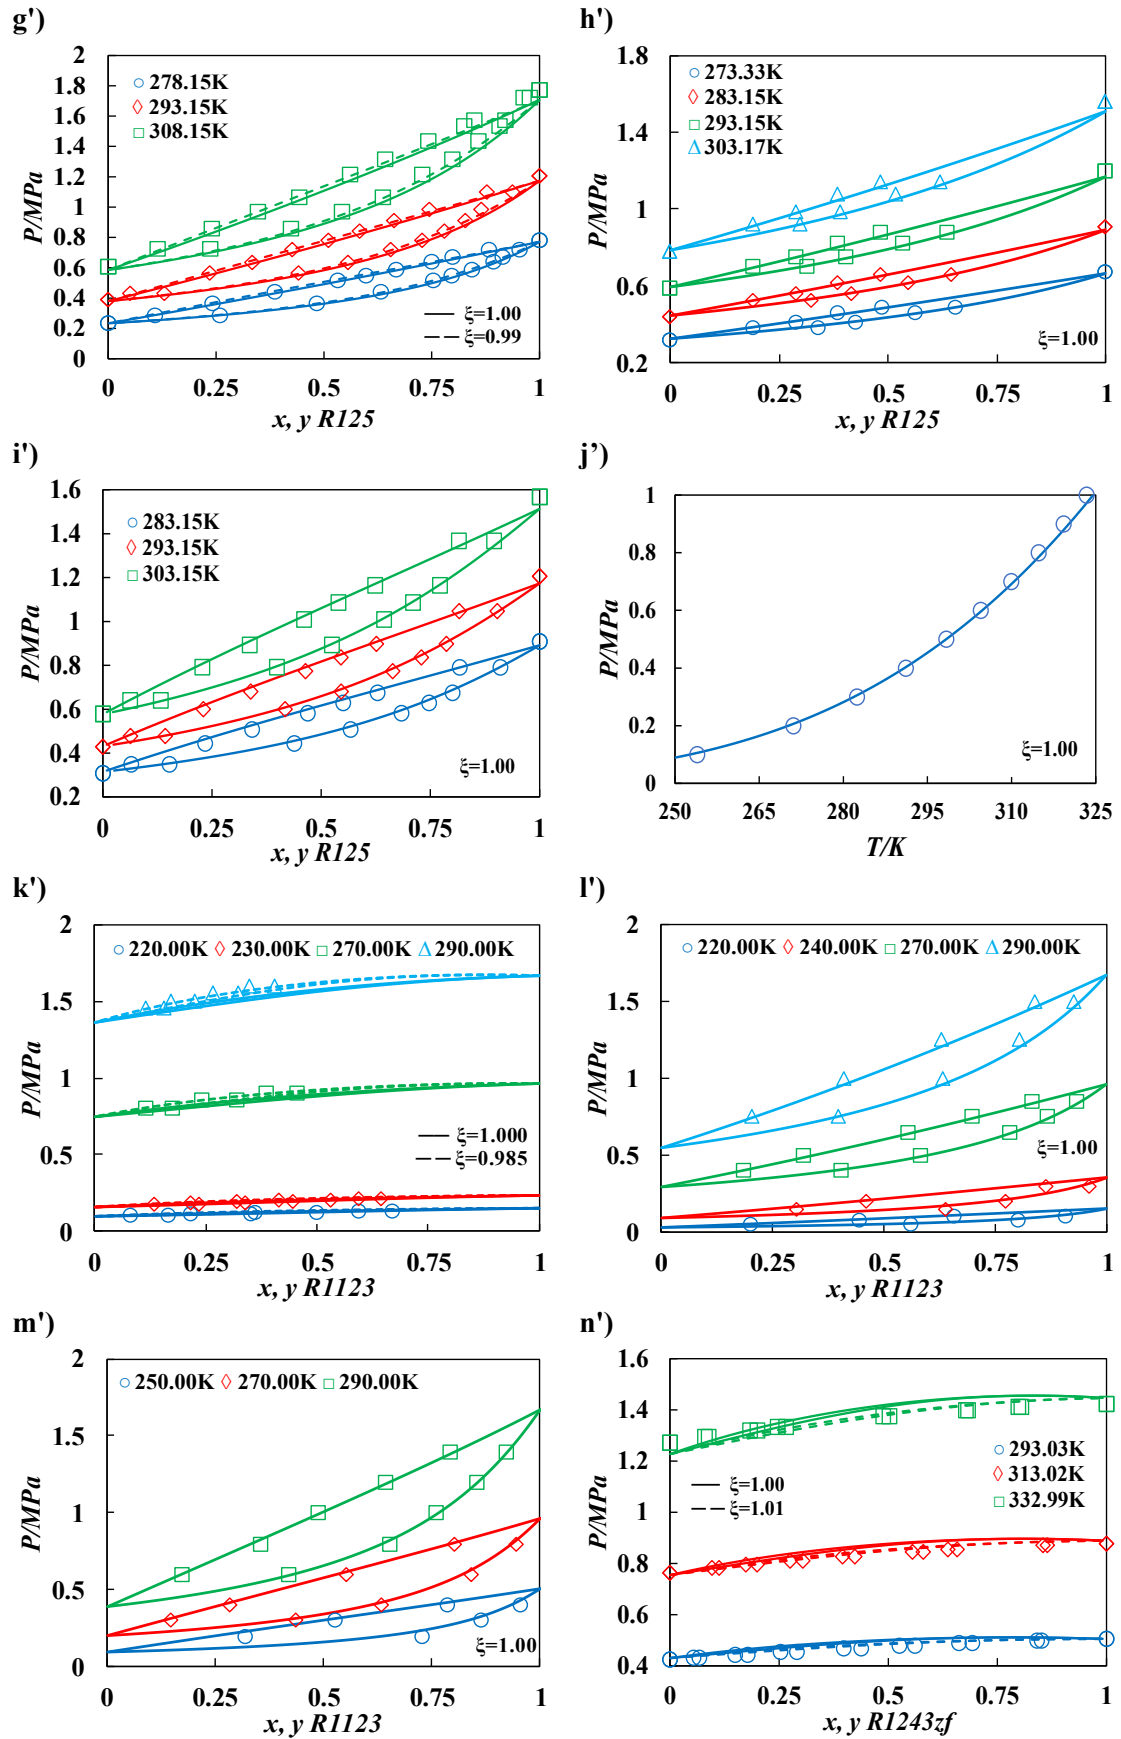 g')
2
1.8
1.6
1.4
1.2
1
0.8
0.6
0.4
0.2
0
P/MPa
278.15K
293.15K
308.15K
ξ=1.00
ξ=0.99
0 0.25 0.5 0.75 1
x, y R125
h')
1.8
1.4
1
0.6
0.2
P/MPa
273.33K
283.15K
293.15K
303.17K
ξ=1.00
0 0.25 0.5 0.75 1
x, y R125
i')
1.6
1.4
1.2
1
0.8
0.6
0.4
0.2
P/MPa
283.15K
293.15K
303.15K
ξ=1.00
0 0.25 0.5 0.75 1
x, y R125
j’)
1
0.8
0.6
0.4
0.2
0
P/MPa
ξ=1.00
250 265 280 295 310 325
T/K
k')
2
1.5
1
0.5
0
P/MPa
220.00K 230.00K 270.00K 290.00K
ξ=1.000
ξ=0.985
0 0.25 0.5 0.75 1
x, y R1123
l')
2
1.5
1
0.5
0
P/MPa
220.00K 240.00K 270.00K 290.00K
ξ=1.00
0 0.25 0.5 0.75 1
x, y R1123
m')
2
1.5
1
0.5
0
P/MPa
250.00K 270.00K 290.00K
ξ=1.00
0 0.25 0.5 0.75 1
x, y R1123
n')
1.6
1.4
1.2
1
0.8
0.6
0.4
P/MPa
293.03K
313.02K
332.99K
ξ=1.00
ξ=1.01
0 0.25 0.5 0.75 1
x, y R1243zf